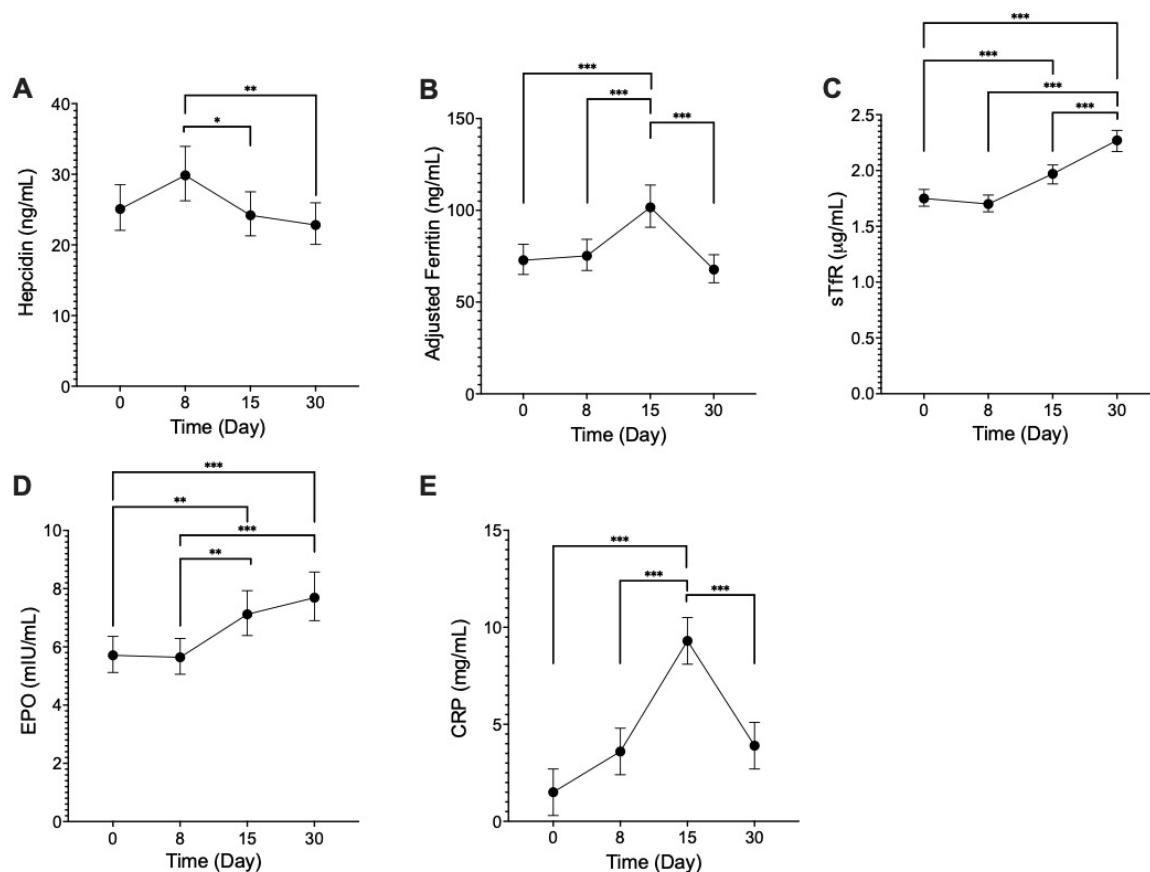 A
Hepcidin (ng/mL)
40
30
20
10
0
**
*
0 8 15 30
Time (Day)
B
Adjusted Ferritin (ng/mL)
150
100
50
0
***
***
***
0 8 15 30
Time (Day)
C
sTfR (μg/mL)
2.5
2.0
1.5
1.0
0.5
0.0
***
***
***
***
0 8 15 30
Time (Day)
D
EPO (mIU/mL)
10
8
6
4
2
0
***
**
***
**
0 8 15 30
Time (Day)
E
CRP (mg/mL)
15
10
5
0
***
***
***
0 8 15 30
Time (Day)